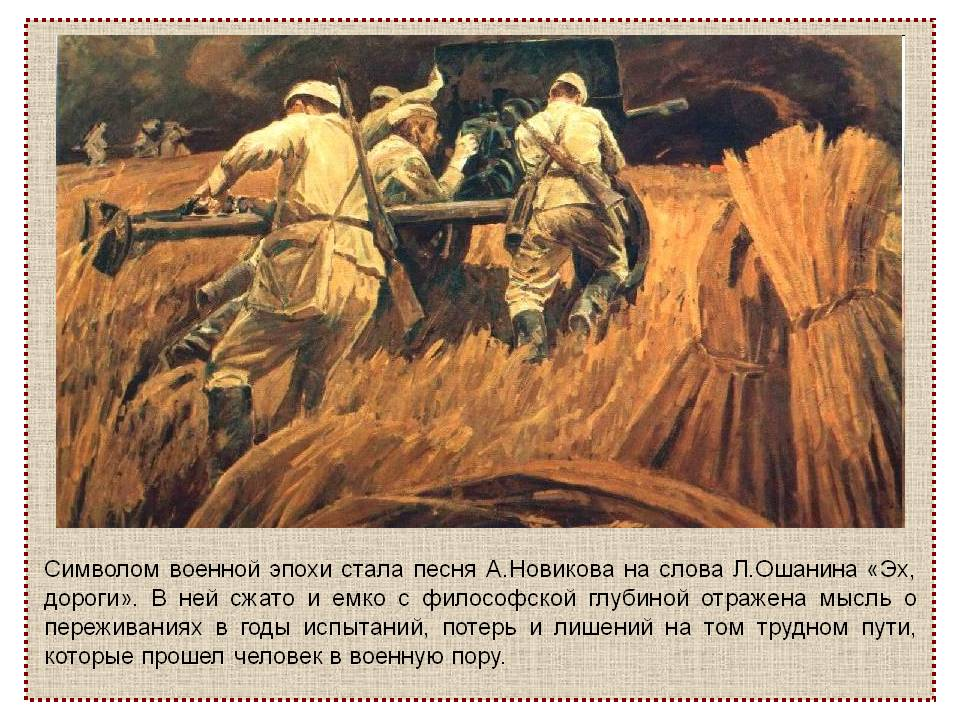 Символом военной эпохи стала песня А.Новикова на слова Л.Ошанина «Эх,
дороги». В ней сжато и емко с философской глубиной отражена мысль о
переживаниях в годы испытаний, потерь и лишений на том трудном пути,
которые прошел человек в военную пору.